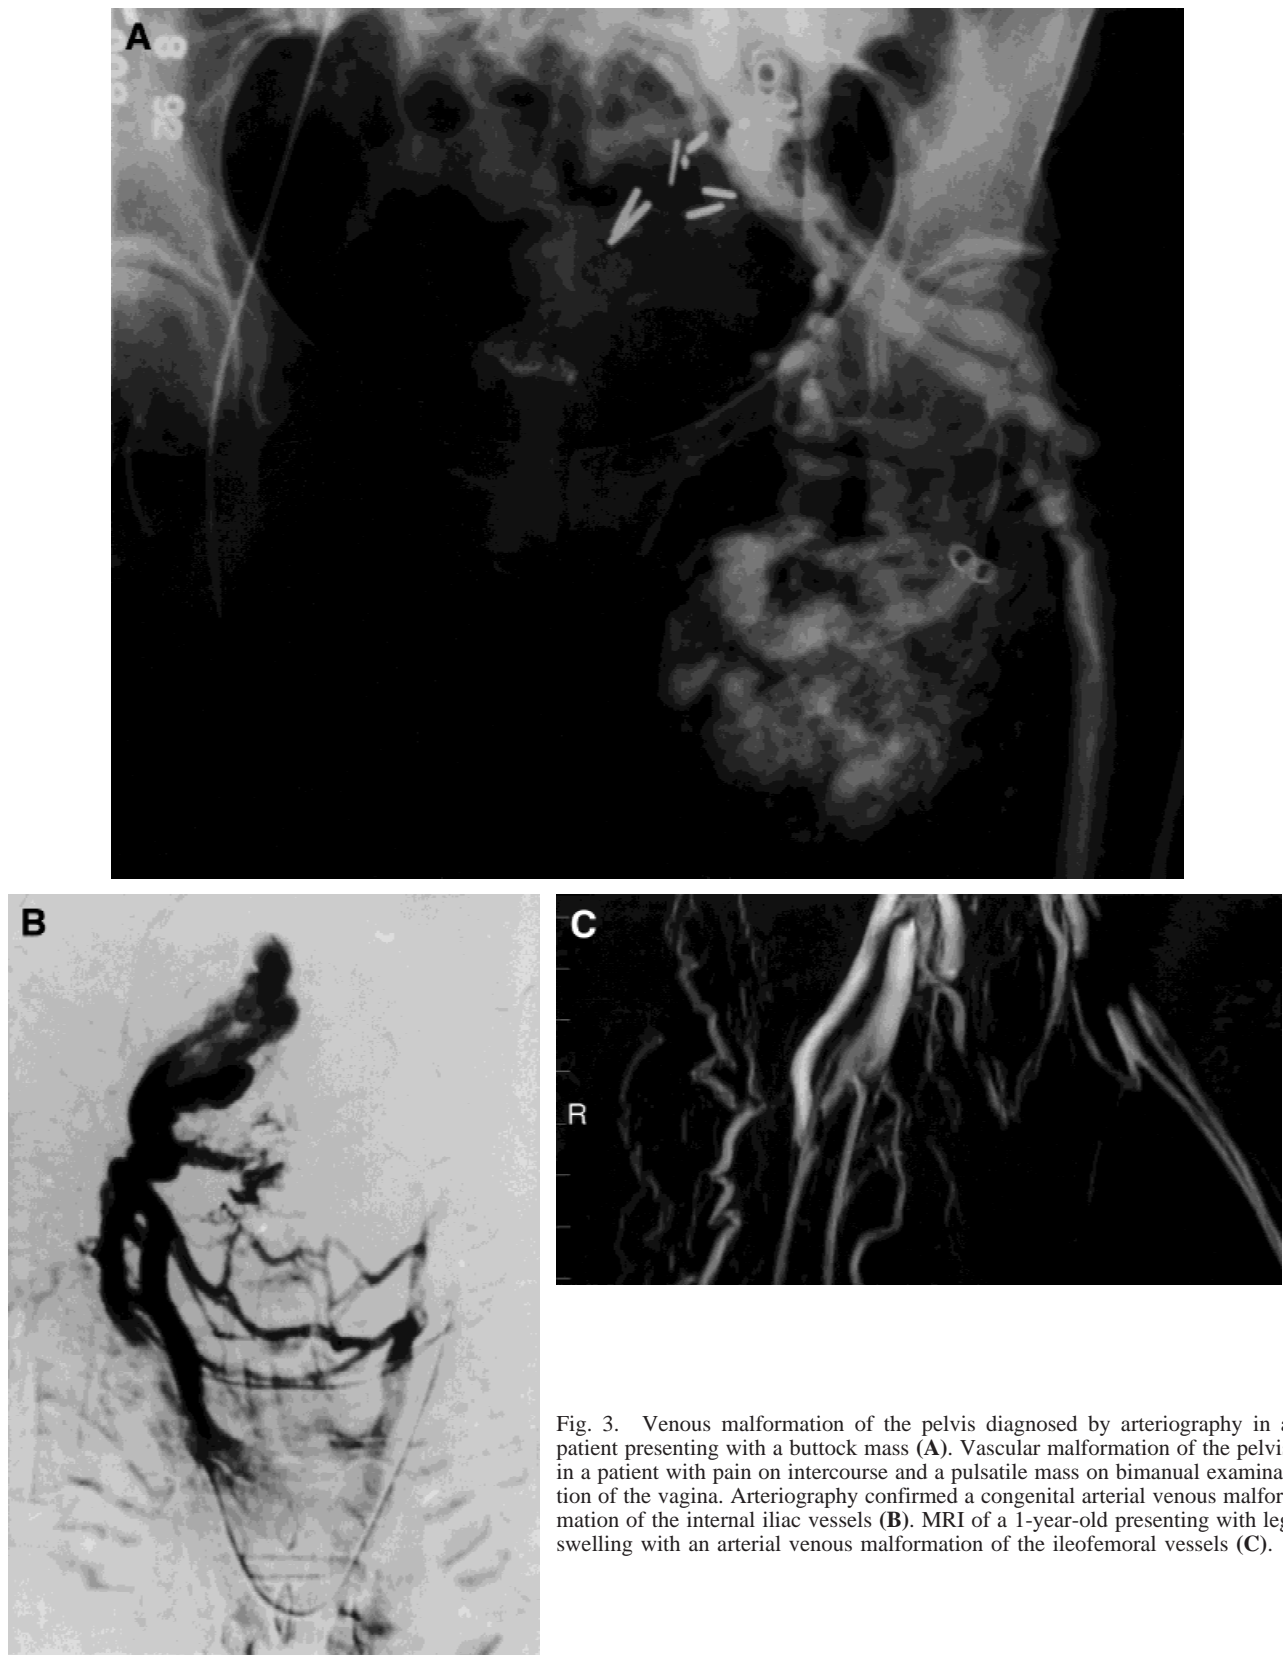 A
B
C
R
Fig. 3. Venous malformation of the pelvis diagnosed by arteriography in a
patient presenting with a buttock mass (A). Vascular malformation of the pelvis
in a patient with pain on intercourse and a pulsatile mass on bimanual examina-
tion of the vagina. Arteriography confirmed a congenital arterial venous malfor-
mation of the internal iliac vessels (B). MRI of a 1-year-old presenting with leg
swelling with an arterial venous malformation of the ileofemoral vessels (C).